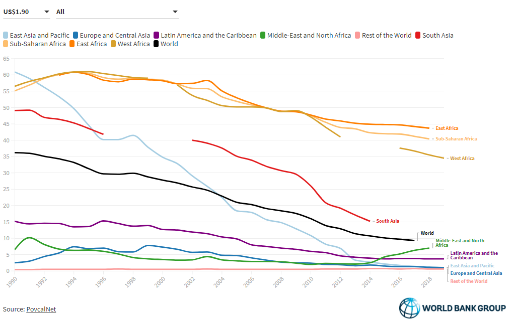 US$1.90 All
East Asia and Pacific Europe and Central Asia Latin America and the Caribbean Middle-East and North Africa Rest of the World South Asia
Sub-Saharan Africa East Africa West Africa World
65
60
55
50
45
40
35
30
25
20
15
10
5
0
East Africa
Sub-Saharan Africa
West Africa
South Asia
World
Middle-East and North
Africa
Latin America and the
Caribbean
East Asia and Pacific
Europe and Central Asia
Rest of the World
1990 1992 1994 1996 1998 2000 2002 2004 2006 2008 2010 2012 2014 2016 2018
Source: PovcalNet
WORLD BANK GROUP